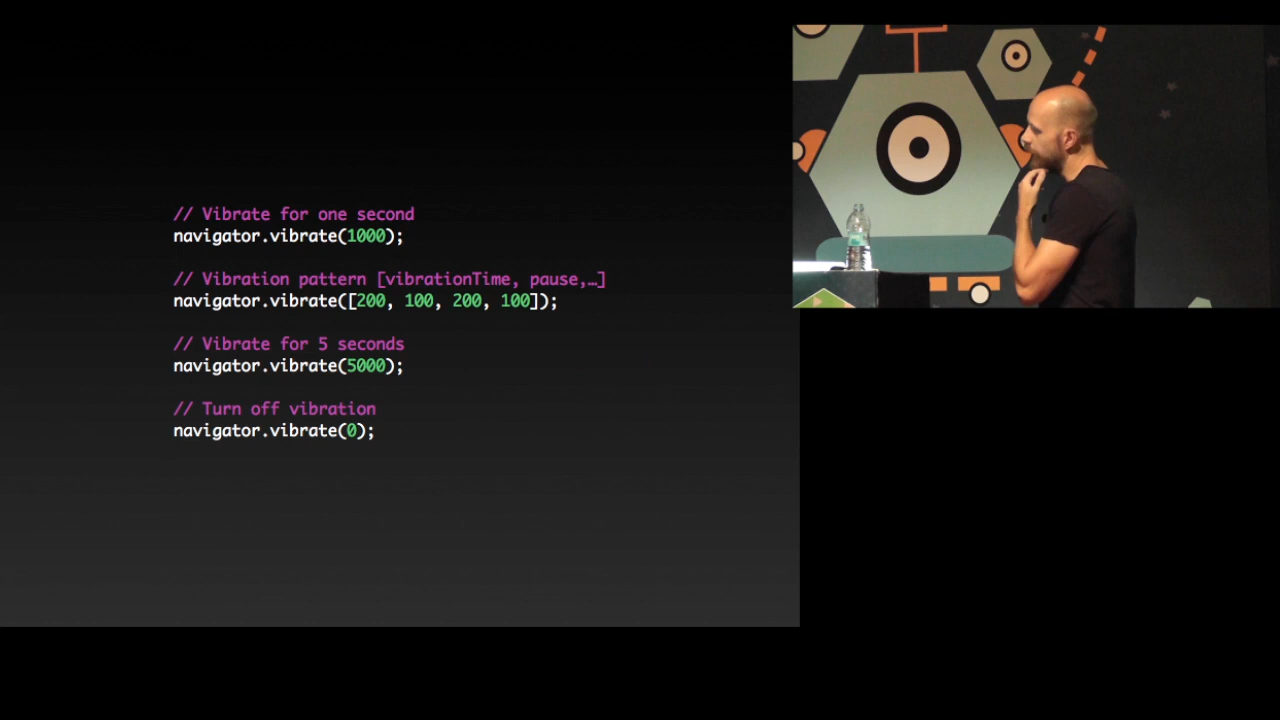 // Vibrate for one second
navigator.vibrate(1000);
// Vibration pattern [vibrationTime, pause,…]
navigator.vibrate([200, 100, 200, 100]);
// Vibrate for 5 seconds
navigator.vibrate(5000);
// Turn off vibration
navigator.vibrate(0);